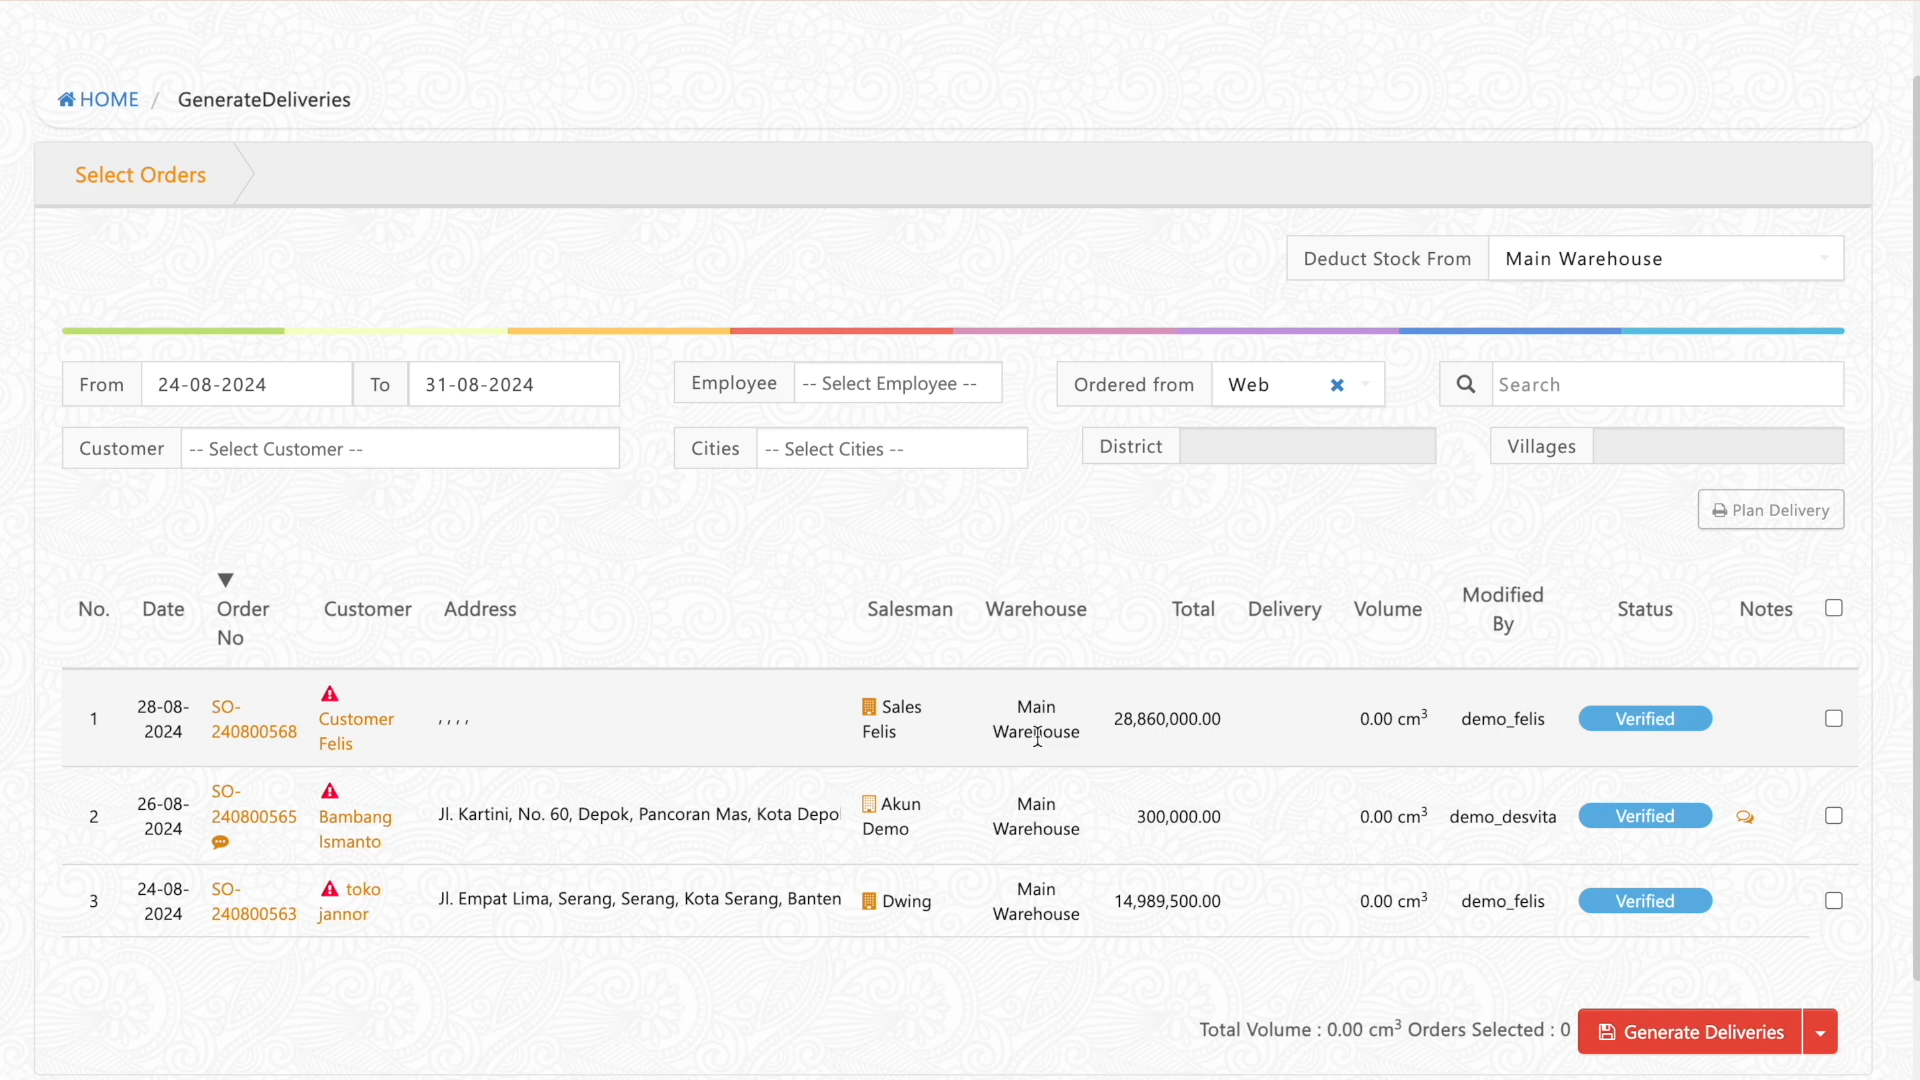 HOME / GenerateDeliveries
Select Orders
Deduct Stock From Main Warehouse
From 24-08-2024 To 31-08-2024 Employee -- Select Employee -- Ordered from Web Search
Customer -- Select Customer -- Cities -- Select Cities -- District Villages
Plan Delivery
No. Date Order No Customer Address Salesman Warehouse Total Delivery Volume Modified By Status Notes
1 28-08-2024 SO-240800568 Customer Felis , , , , Sales Felis Main Warehouse 28,860,000.00 0.00 cm³ demo_felis Verified
2 26-08-2024 SO-240800565 Bambang Ismanto Jl. Kartini, No. 60, Depok, Pancoran Mas, Kota Depo Akun Demo Main Warehouse 300,000.00 0.00 cm³ demo_desvita Verified
3 24-08-2024 SO-240800563 toko jannor Jl. Empat Lima, Serang, Serang, Kota Serang, Banten Dwing Main Warehouse 14,989,500.00 0.00 cm³ demo_felis Verified
Total Volume : 0.00 cm³ Orders Selected : 0 Generate Deliveries